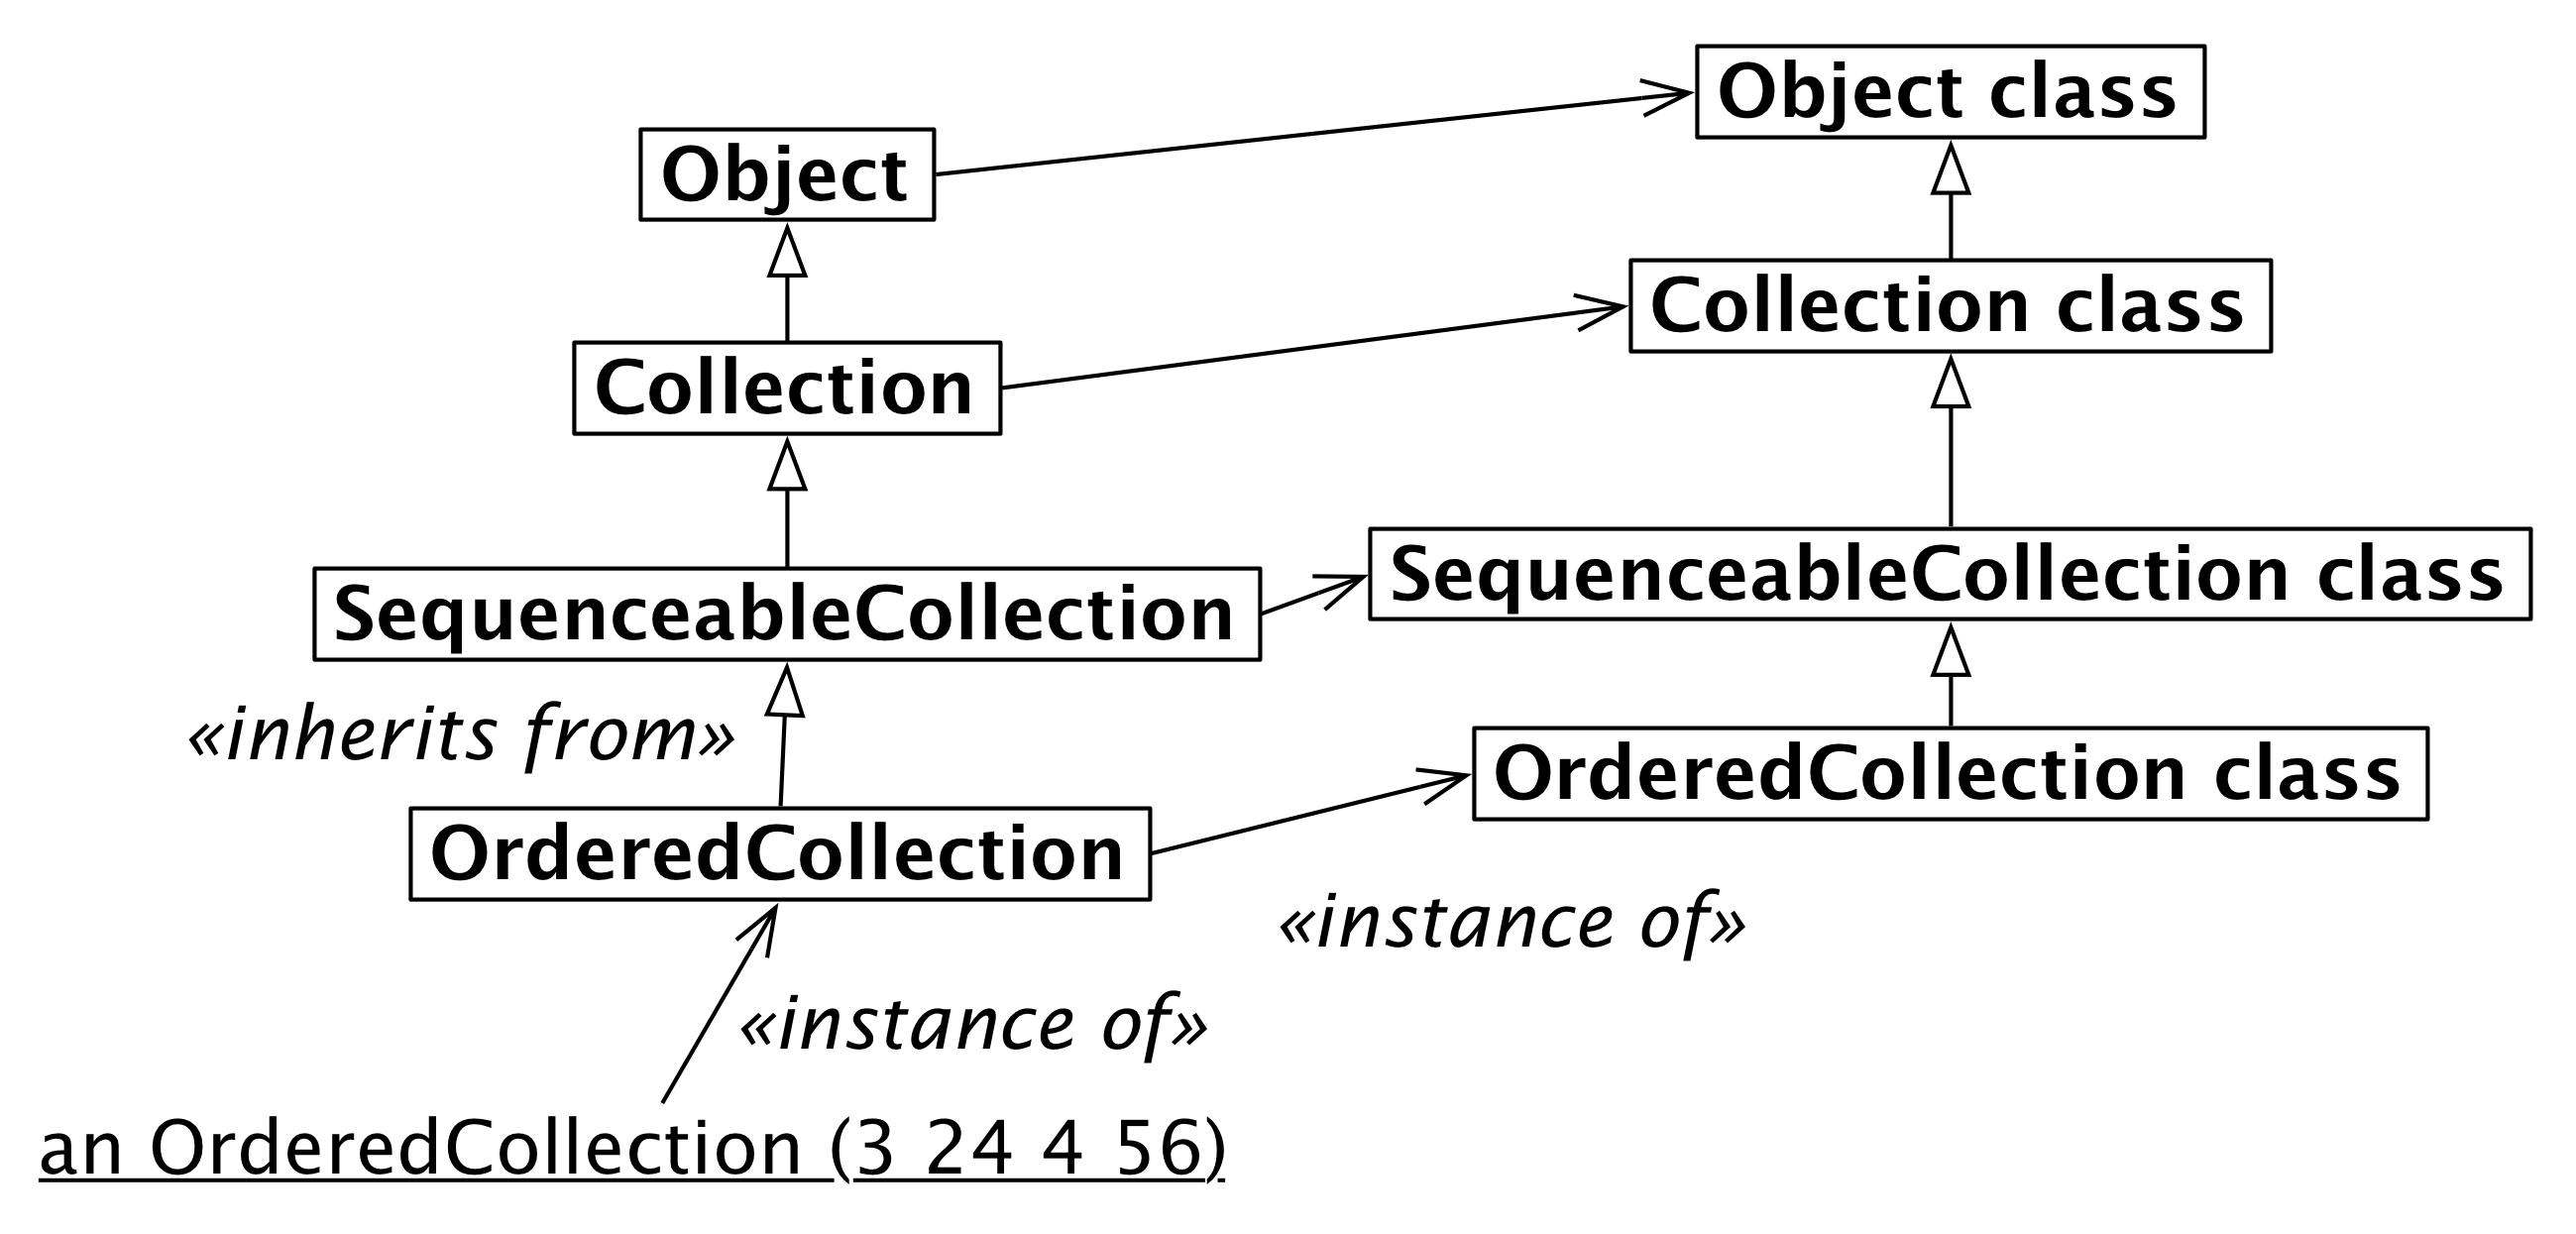 Object class
Object
Collection class
Collection
SequenceableCollection class
SequenceableCollection
«inherits from»
OrderedCollection class
OrderedCollection
«instance of»
«instance of»
an OrderedCollection (3 24 4 56)